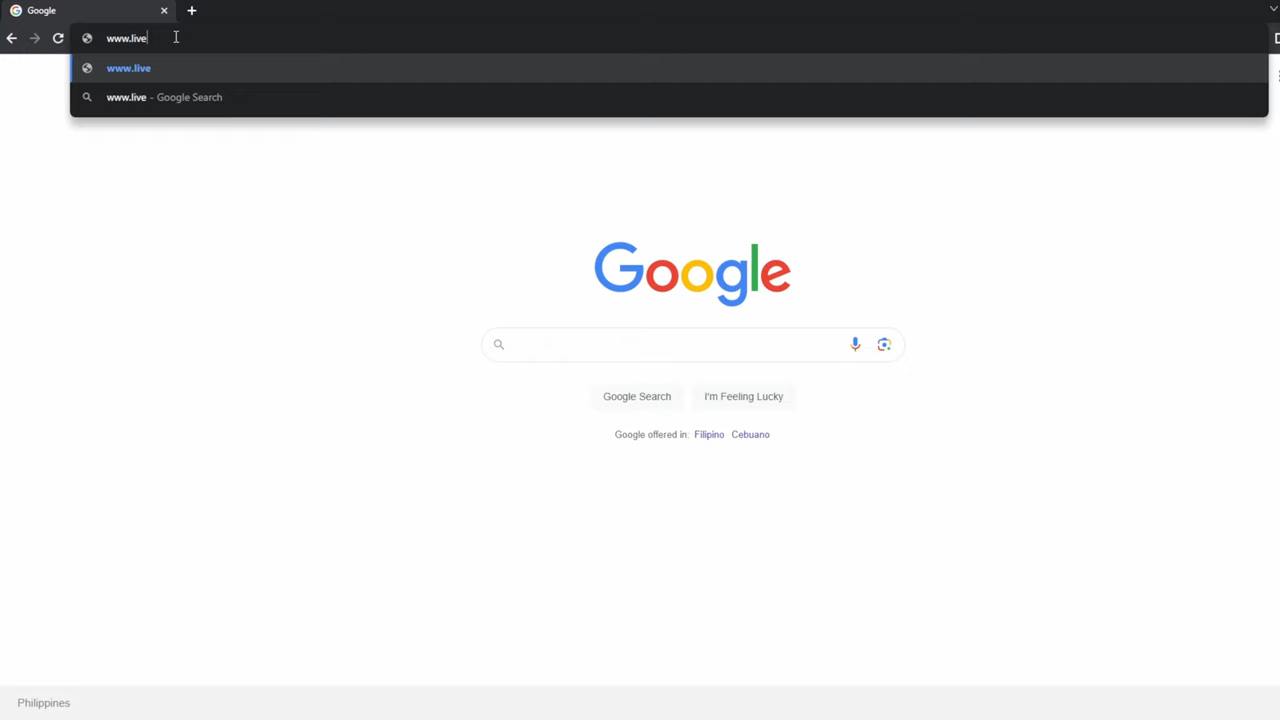 Google
www.live
www.live
www.live - Google Search
Google
Google Search I'm Feeling Lucky
Google offered in: Filipino Cebuano
Philippines